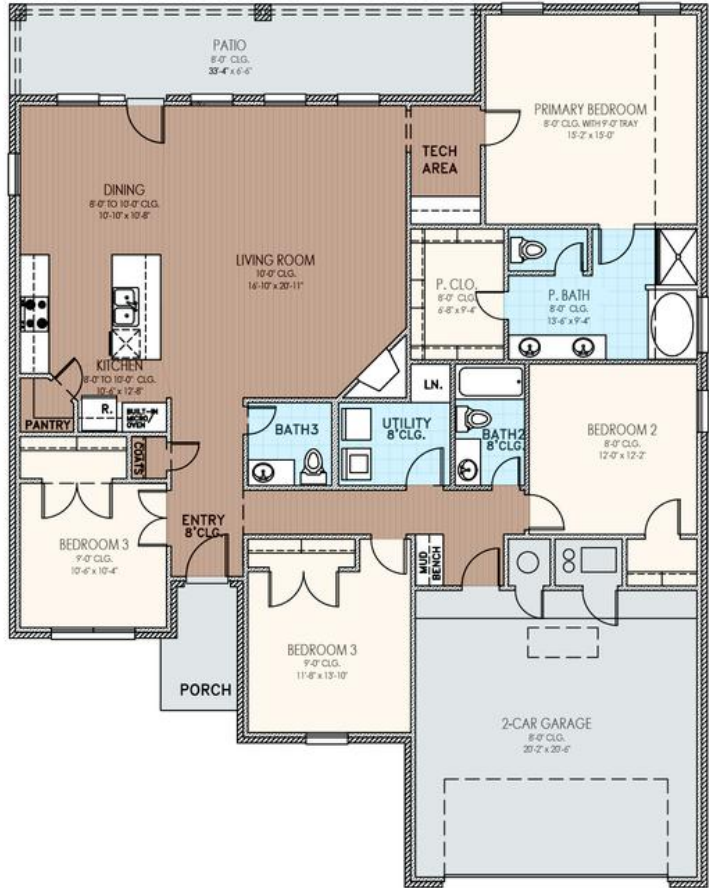 PATIO
8'-0" CLG.
33'-4" x 6'-6"
PRIMARY BEDROOM
8'-0" CLG. WITH 9'-0" TRAY
15'-2" x 15'-0"
TECH
AREA
DINING
8'-0" TO 10'-0" CLG.
10'-10" x 10'-8"
LIVING ROOM
10'-0" CLG.
16'-10" x 20'-11"
P. CLO.
8'-0" CLG.
6'-8" x 9'-4"
P. BATH
8'-0" CLG.
13'-6" x 9'-4"
KITCHEN
8'-0" TO 10'-0" CLG.
10'-6" x 12'-8"
PANTRY
R.
BUILT-IN
MICRO
OVEN
COATS
LN.
BATH3
UTILITY
8'CLG.
BATH2
8'CLG.
BEDROOM 2
8'-0" CLG.
12'-0" x 12'-2"
ENTRY
8'CLG.
BEDROOM 3
9'-0" CLG.
10'-6" x 10'-4"
MUD
BENCH
BEDROOM 3
9'-0" CLG.
11'-8" x 13'-10"
PORCH
2-CAR GARAGE
8'-0" CLG.
20'-2" x 20'-6"